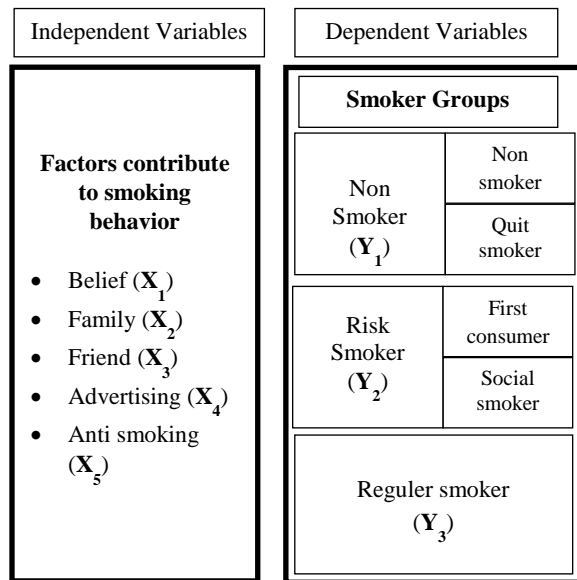 Independent Variables
Dependent Variables
Factors contribute
to smoking
behavior
• Belief (X1)
• Family (X2)
• Friend (X3)
• Advertising (X4)
• Anti smoking
(X5)
Smoker Groups
Non
Smoker
(Y1)
Non
smoker
Quit
smoker
Risk
Smoker
(Y2)
First
consumer
Social
smoker
Reguler smoker
(Y3)